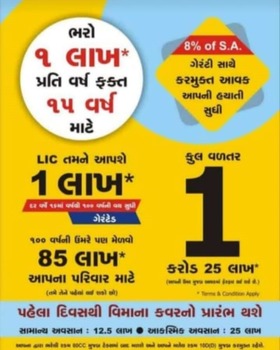 ભરો
૧ લાખ*
પ્રતિ વર્ષ ફક્ત
૧૫ વર્ષ
માટે
8% of S.A.
ગેરંટી સાથે
કરમુક્ત આવક
આપની હયાતી
સુધી
LIC તમને આપશે
1 લાખ*
ગેરંટેડ
૧૦૦ વર્ષની ઉંમરે પણ મેળવો
85 લાખ*
આપના પરિવાર માટે
કુલ વળતર
1
કરોડ 25 લાખ*
* Terms & Condition Apply
પહેલા દિવસથી વિમાના કવરનો પ્રારંભ થશે
સામાન્ય અવસાન : 12.5 લાખ • આકસ્મિક અવસાન : 25 લાખ